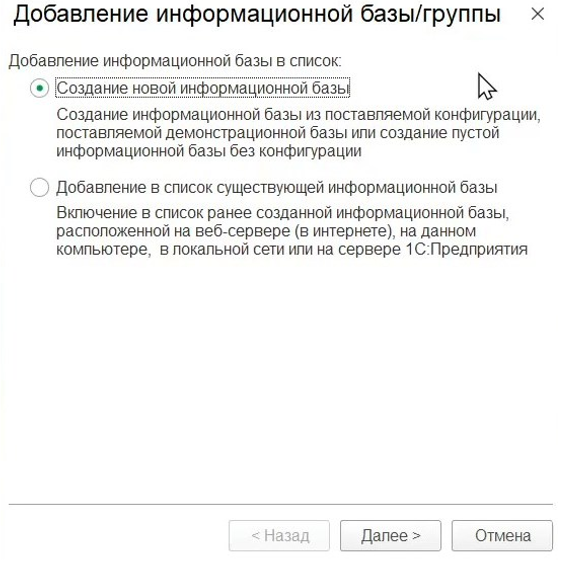 Добавление информационной базы/группы
Добавление информационной базы в список:
Создание новой информационной базы
Создание информационной базы из поставляемой конфигурации,
поставляемой демонстрационной базы или создание пустой
информационной базы без конфигурации
Добавление в список существующей информационной базы
Включение в список ранее созданной информационной базы,
расположенной на веб-сервере (в интернете), на данном
компьютере,  в локальной сети или на сервере 1С:Предприятия
< Назад
Далее >
Отмена